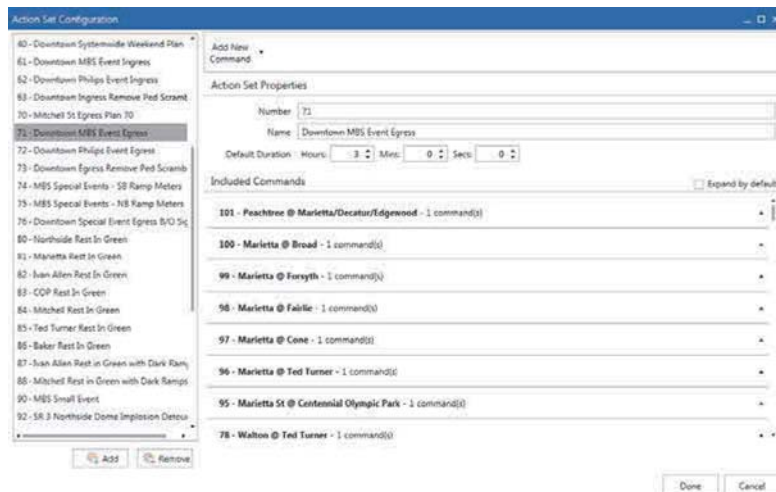 Action Set Configuration
60 - Downtown Systemwide Weekend Plan
61 - Downtown MBS Event Ingress
62 - Downtown Philips Event Ingress
63 - Downtown Ingress Remove Ped Scramb
70 - Mitchell St Egress Plan 70
71 - Downtown MBS Event Egress
72 - Downtown Philips Event Egress
73 - Downtown Egress Remove Ped Scramb
74 - MBS Special Events - SB Ramp Meters
75 - MBS Special Events - NB Ramp Meters
76 - Downtown Special Event Egress B/O Sig
80 - Northside Rest In Green
81 - Marietta Rest In Green
82 - Ivan Allen Rest In Green
83 - COP Rest In Green
84 - Mitchell Rest In Green
85 - Ted Turner Rest In Green
86 - Baker Rest In Green
87 - Ivan Allen Rest in Green with Dark Ramp
88 - Mitchell Rest in Green with Dark Ramps
90 - MBS Small Event
92 - SR 3 Northside Dome Implosion Detour
Add
Remove
Add New
Command
Action Set Properties
Number 71
Name Downtown MBS Event Egress
Default Duration Hours: 3 Mins: 0 Secs: 0
Included Commands
Expand by default
101 - Peachtree @ Marietta/Decatur/Edgewood - 1 command(s)
100 - Marietta @ Broad - 1 command(s)
99 - Marietta @ Forsyth - 1 command(s)
98 - Marietta @ Fairlie - 1 command(s)
97 - Marietta @ Cone - 1 command(s)
96 - Marietta @ Ted Turner - 1 command(s)
95 - Marietta St @ Centennial Olympic Park - 1 command(s)
78 - Walton @ Ted Turner - 1 command(s)
Done
Cancel